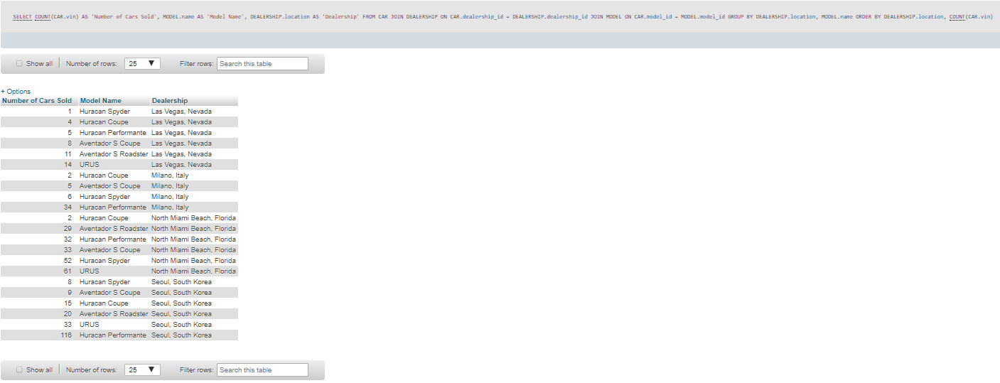 SELECT COUNT(CAR.vin) AS 'Number of Cars Sold', MODEL.name AS 'Model Name', DEALERSHIP.location AS 'Dealership' FROM CAR JOIN DEALERSHIP ON CAR.dealership_id = DEALERSHIP.dealership_id JOIN MODEL ON CAR.model_id = MODEL.model_id GROUP BY DEALERSHIP.location, MODEL.name ORDER BY DEALERSHIP.location, COUNT(CAR.vin)
Show all Number of rows: 25 ▼ Filter rows: Search this table
+ Options
Number of Cars Sold Model Name Dealership
1 Huracan Spyder Las Vegas, Nevada
4 Huracan Coupe Las Vegas, Nevada
5 Huracan Performante Las Vegas, Nevada
8 Aventador S Coupe Las Vegas, Nevada
11 Aventador S Roadster Las Vegas, Nevada
14 URUS Las Vegas, Nevada
2 Huracan Coupe Milano, Italy
5 Aventador S Coupe Milano, Italy
6 Huracan Spyder Milano, Italy
34 Huracan Performante Milano, Italy
2 Huracan Coupe North Miami Beach, Florida
29 Aventador S Roadster North Miami Beach, Florida
32 Huracan Performante North Miami Beach, Florida
33 Aventador S Coupe North Miami Beach, Florida
52 Huracan Spyder North Miami Beach, Florida
61 URUS North Miami Beach, Florida
8 Huracan Spyder Seoul, South Korea
9 Aventador S Coupe Seoul, South Korea
15 Huracan Coupe Seoul, South Korea
20 Aventador S Roadster Seoul, South Korea
33 URUS Seoul, South Korea
116 Huracan Performante Seoul, South Korea
Show all Number of rows: 25 ▼ Filter rows: Search this table